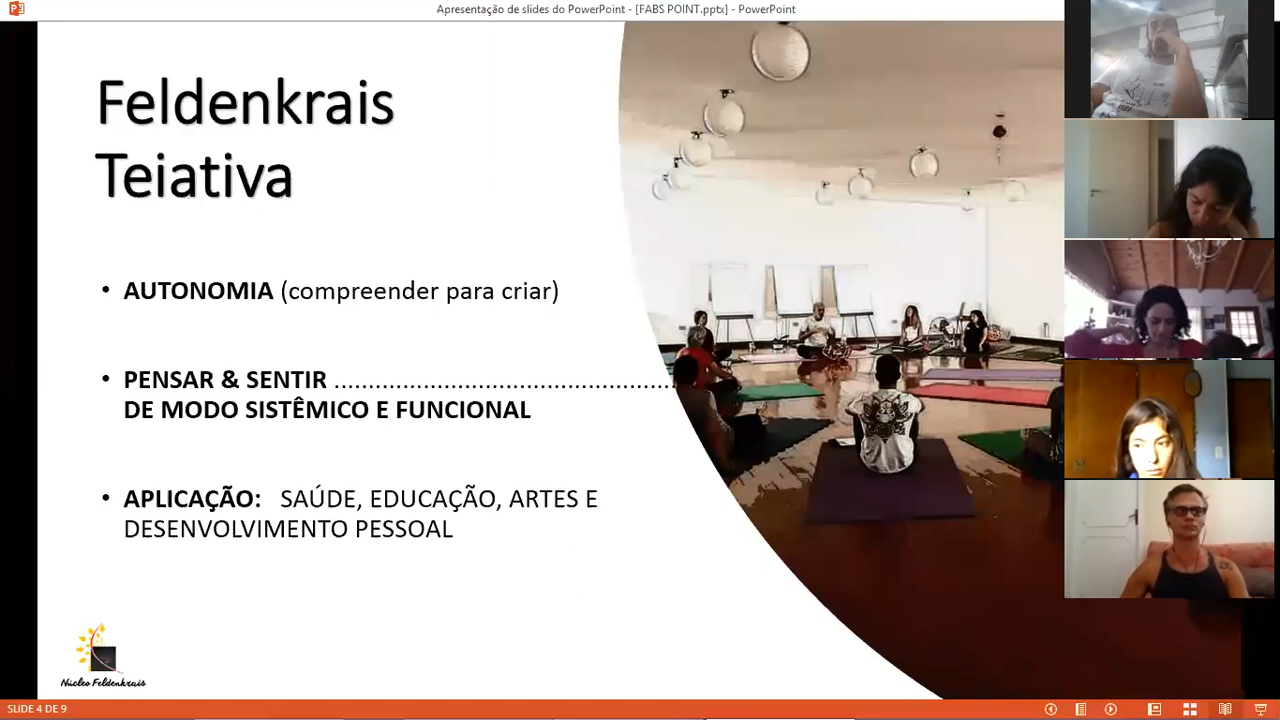 Apresentação de slides do PowerPoint - [FABS POINT.pptx] - PowerPoint
Feldenkrais
Teiativa
• AUTONOMIA (compreender para criar)
• PENSAR & SENTIR ..................................................
DE MODO SISTÊMICO E FUNCIONAL
• APLICAÇÃO: SAÚDE, EDUCAÇÃO, ARTES E
DESENVOLVIMENTO PESSOAL
Núcleo Feldenkrais
SLIDE 4 DE 9